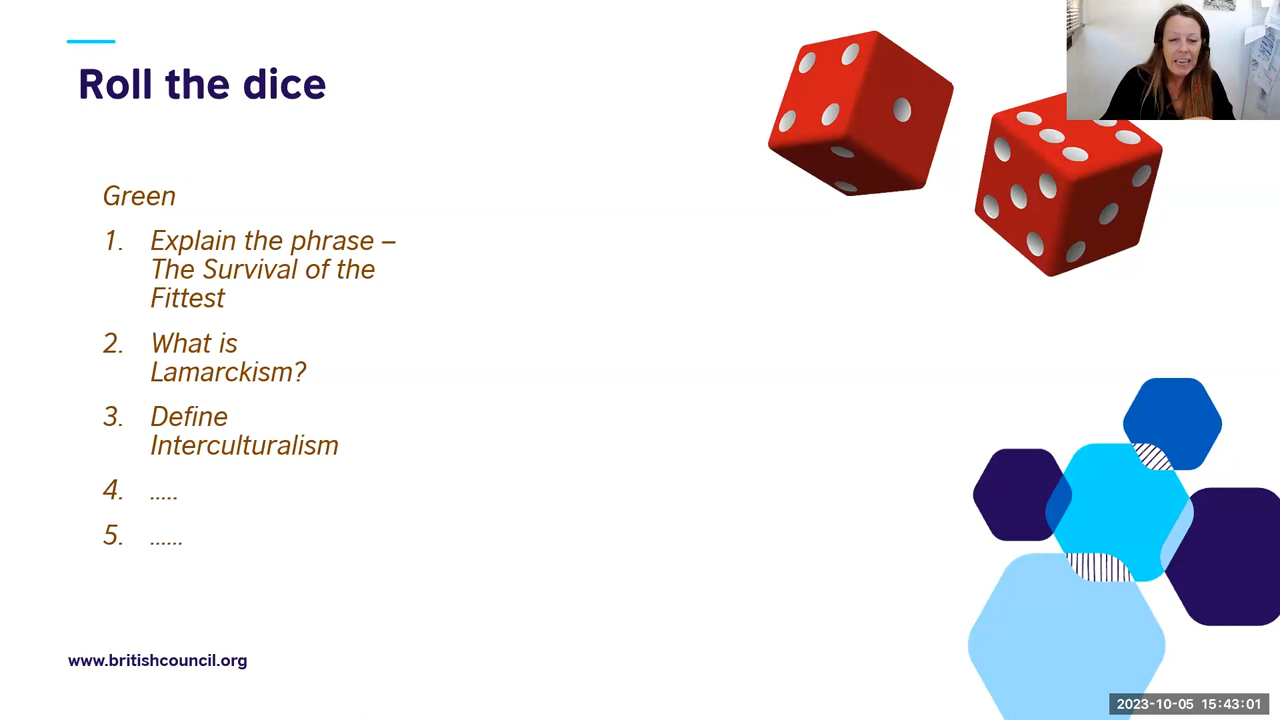 Roll the dice
Green
1. Explain the phrase –
The Survival of the
Fittest
2. What is
Lamarckism?
3. Define
Interculturalism
4. .....
5. ......
www.britishcouncil.org
2023-10-05 15:43:01